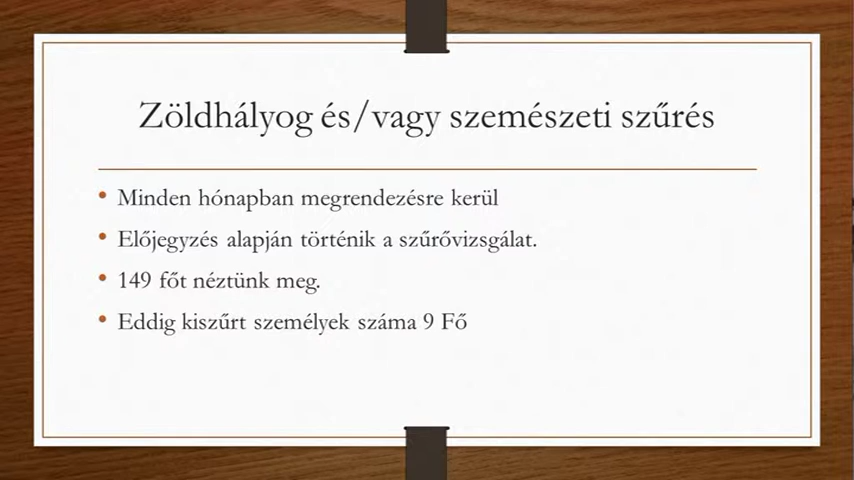 Zöldhályog és/vagy szemészeti szűrés
• Minden hónapban megrendezésre kerül
• Előjegyzés alapján történik a szűrővizsgálat.
• 149 főt néztünk meg.
• Eddig kiszűrt személyek száma 9 Fő